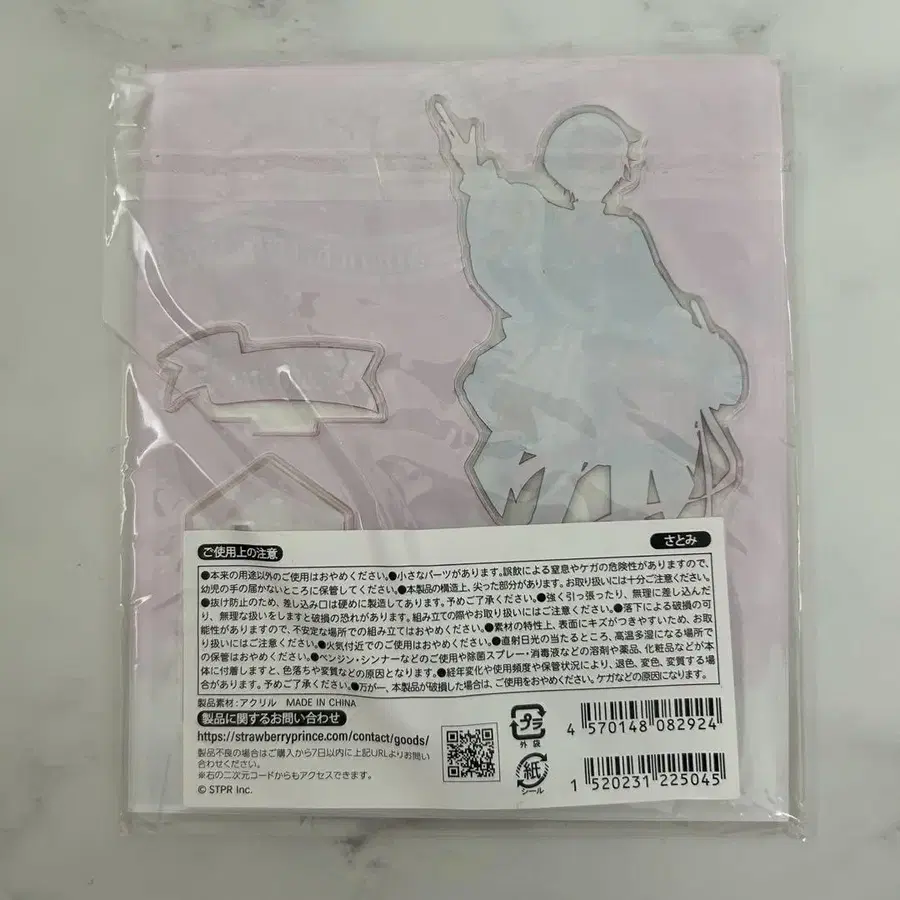 ご使用上の注意
さとみ
●本来の用途以外のご使用はおやめください。●小さなパーツがあります。誤飲による窒息やケガの危険性がありますので、
幼児の手の届かないところに保管してください。●本製品の構造上、尖った部分があります。お取り扱いには十分ご注意ください。
●抜け防止のため、差し込み口は硬めに製造してあります。予めご了承ください。●強く引っ張ったり、無理に差し込んだ
り、無理な扱いをしますと破損の恐れがあります。組み立ての際やお取り扱いにはご注意ください。●落下による破損の可
能性がありますので、不安定な場所での組み立てはおやめください。●素材の特性上、表面にキズがつきやすいため、お取
り扱いにはご注意ください。●火気付近でのご使用はおやめください。●直射日光の当たるところ、高温多湿になる場所で
の保管はおやめください。●ベンジン・シンナーなどのご使用や除菌スプレー・消毒液などの溶剤や薬品、化粧品などが本
体に付着しますと、色落ちや変質などの原因となります。●経年変化や使用頻度や保管状況により、退色、変色、変質する場
合があります。予めご了承ください。●万が一、本製品が破損した場合は、ご使用をおやめください。ケガなどの原因になります。
製品素材：アクリル　MADE IN CHINA
製品に関するお問い合わせ
https://strawberryprince.com/contact/goods/
製品不良の場合はご購入から7日以内に上記URLよりお問い
合わせください。
※右の二次元コードからもアクセスできます。
© STPR Inc.
プラ
外袋
紙
シール
4 570148 082924
1 520231 225045